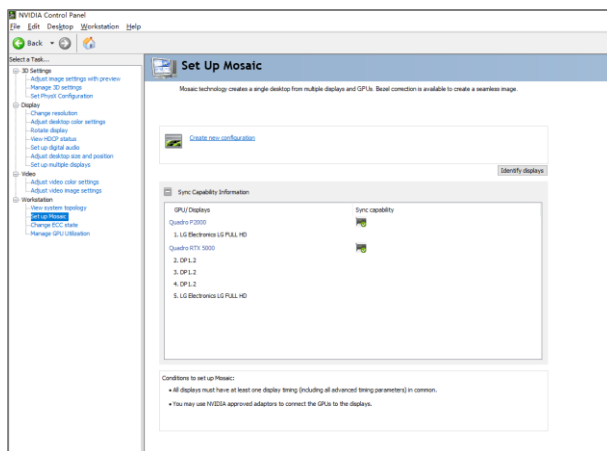 NVIDIA Control Panel
File Edit Desktop Workstation Help
Back
Select a Task...
3D Settings
Adjust image settings with preview
Manage 3D settings
Set PhysX Configuration
Display
Change resolution
Adjust desktop color settings
Rotate display
View HDCP status
Set up digital audio
Adjust desktop size and position
Set up multiple displays
Video
Adjust video color settings
Adjust video image settings
Workstation
View system topology
Set up Mosaic
Change ECC state
Manage GPU Utilization
Set Up Mosaic
Mosaic technology creates a single desktop from multiple displays and GPUs. Bezel correction is available to create a seamless image.
Create new configuration
Identify displays
Sync Capability Information
GPU/Displays Sync capability
Quadro P2000
1. LG Electronics LG FULL HD
Quadro RTX 5000
2. DP1.2
3. DP1.2
4. DP1.2
5. LG Electronics LG FULL HD
Conditions to set up Mosaic:
• All displays must have at least one display timing (including all advanced timing parameters) in common.
• You may use NVIDIA approved adaptors to connect the GPUs to the displays.